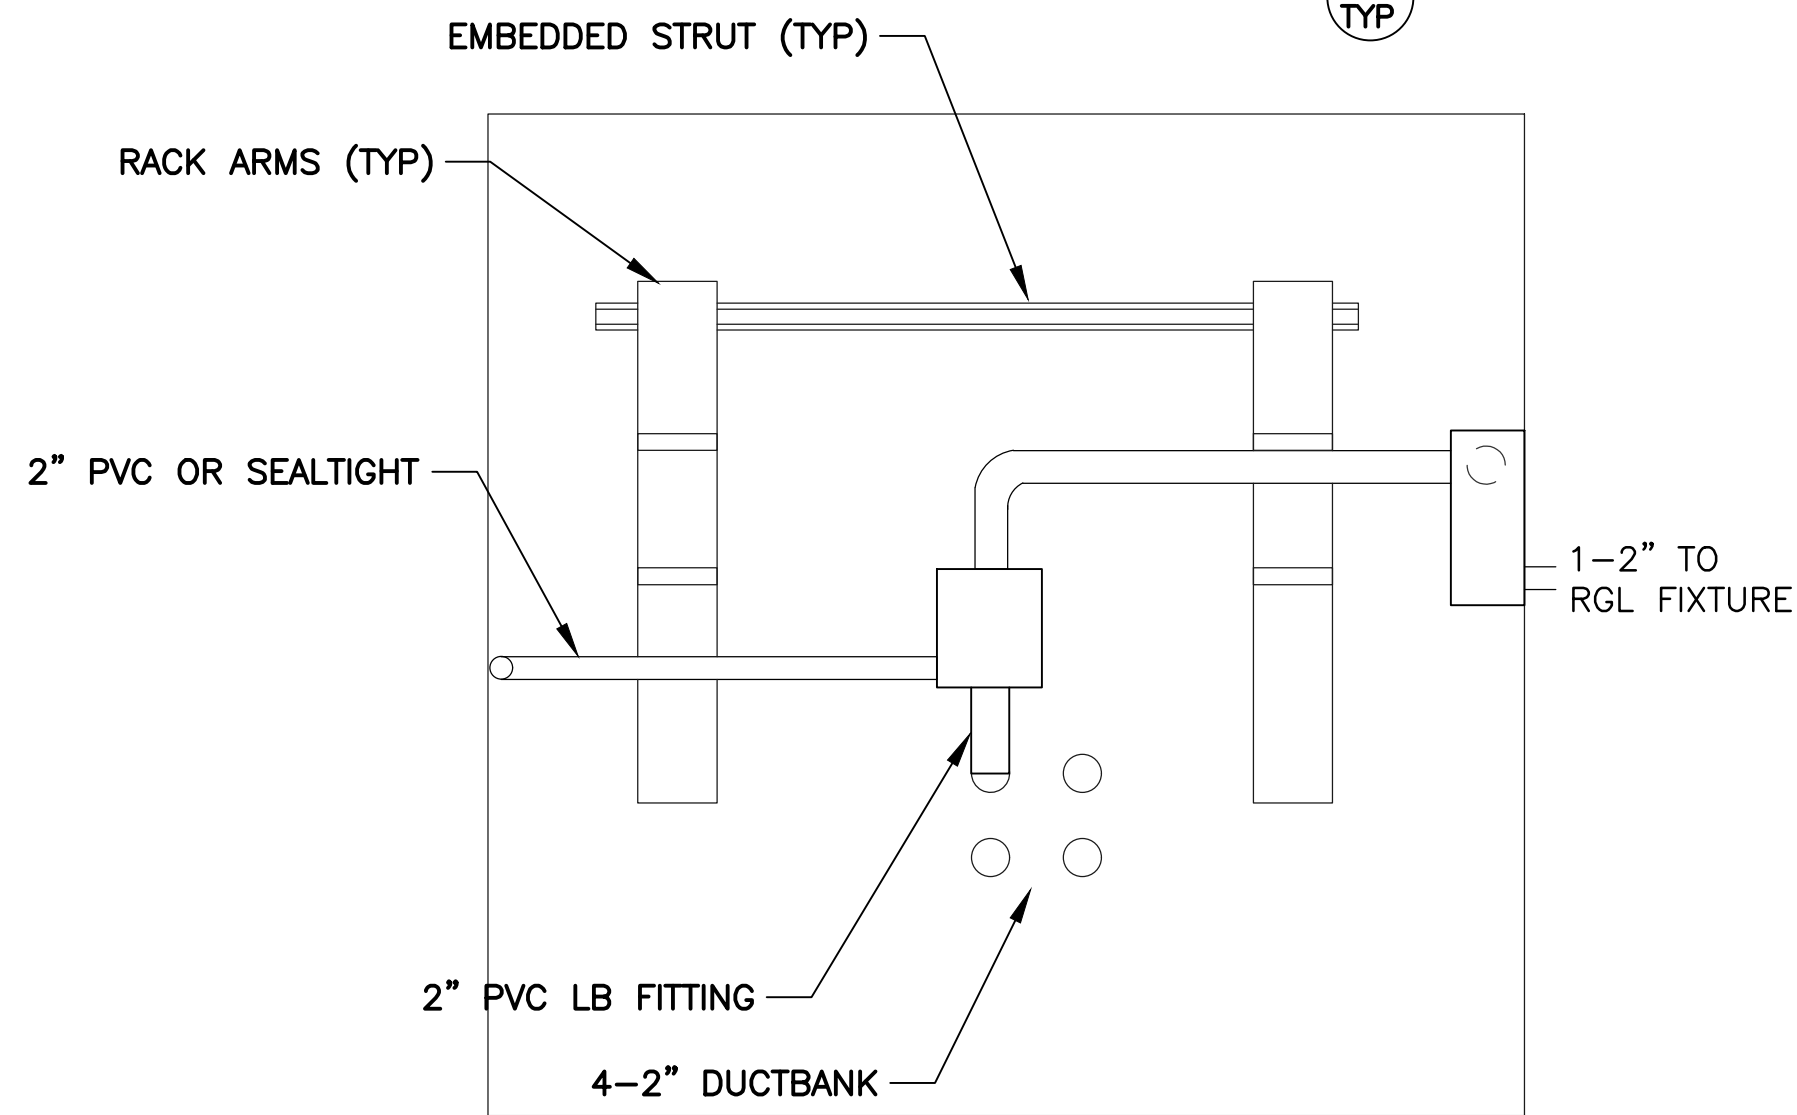 TYP
EMBEDDED STRUT (TYP)
RACK ARMS (TYP)
2” PVC OR SEALTIGHT
1-2” TO
RGL FIXTURE
2” PVC LB FITTING
4-2” DUCTBANK